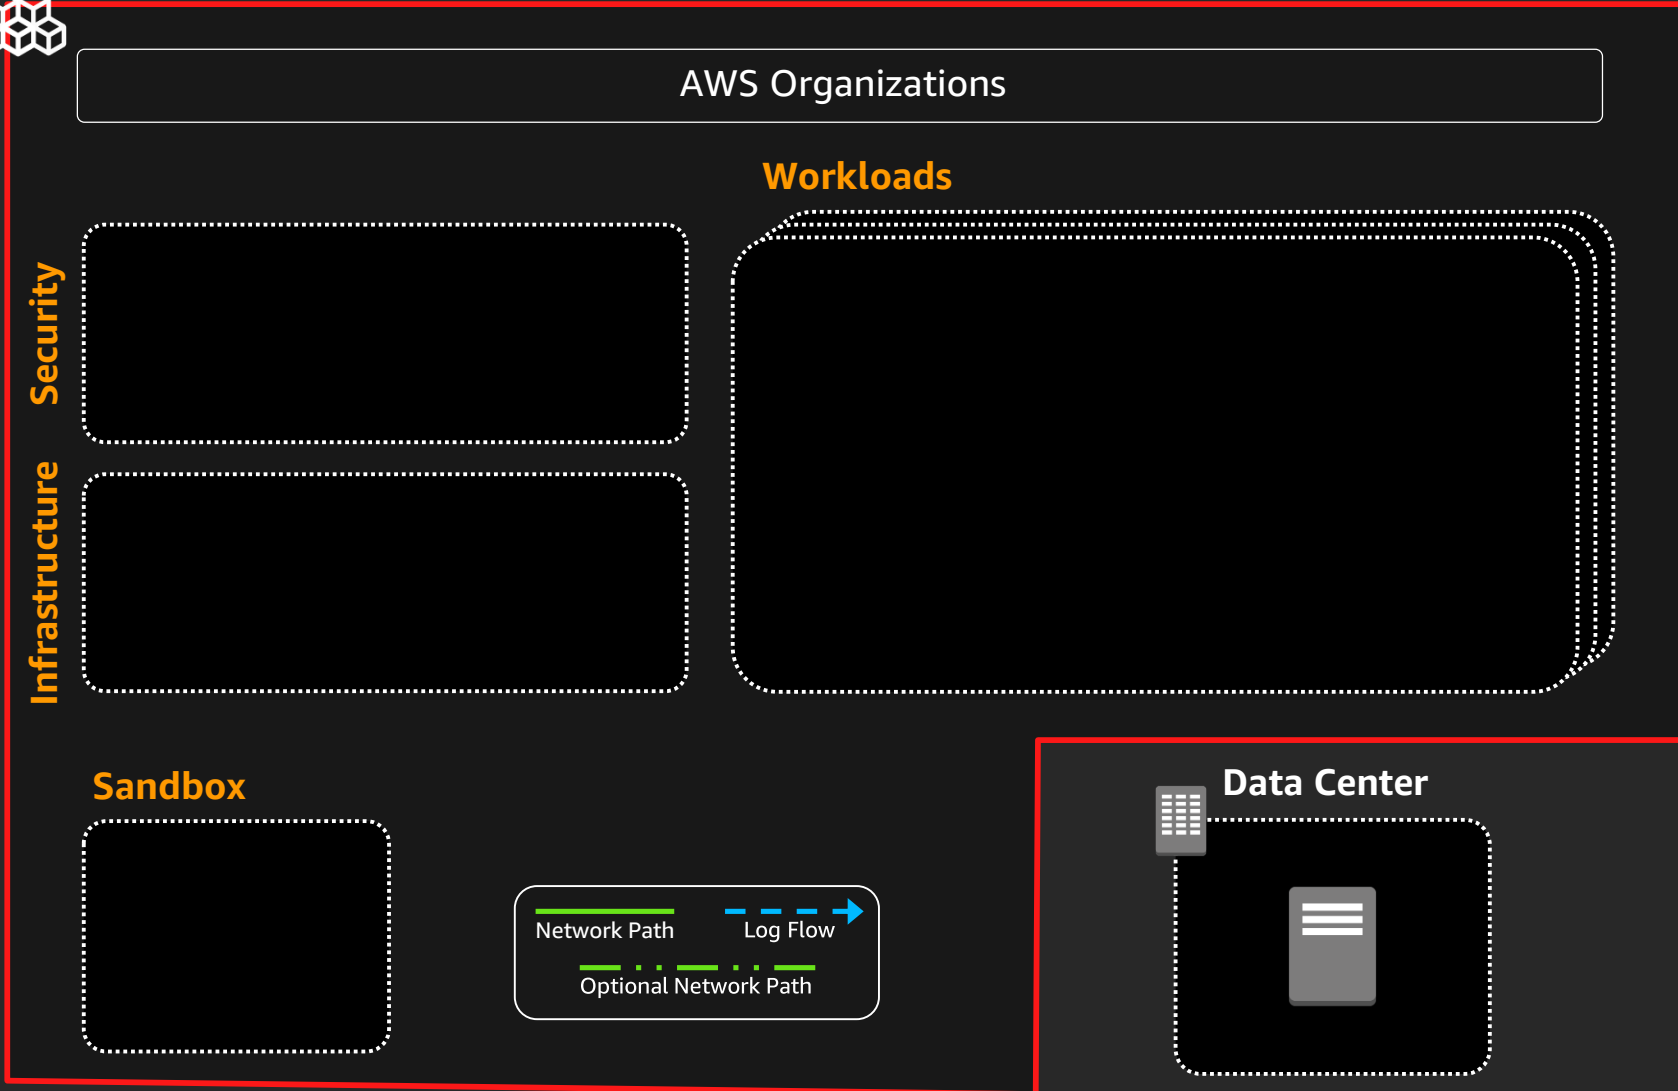 AWS Organizations
Workloads
Security
Infrastructure
Sandbox
Data Center
Network Path
Log Flow
Optional Network Path